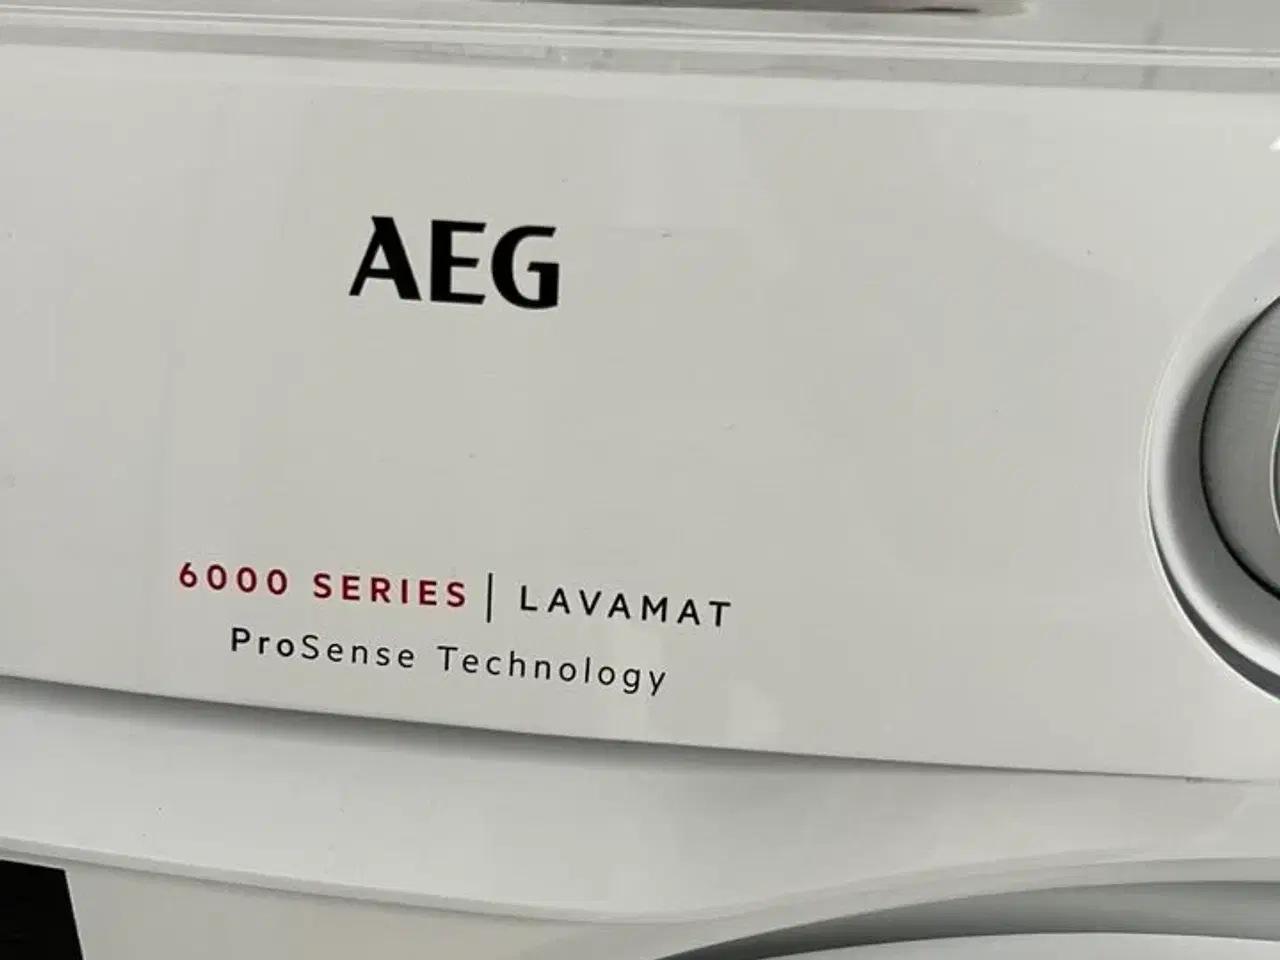 AEG
6000 SERIES | LAVAMAT
ProSense Technology